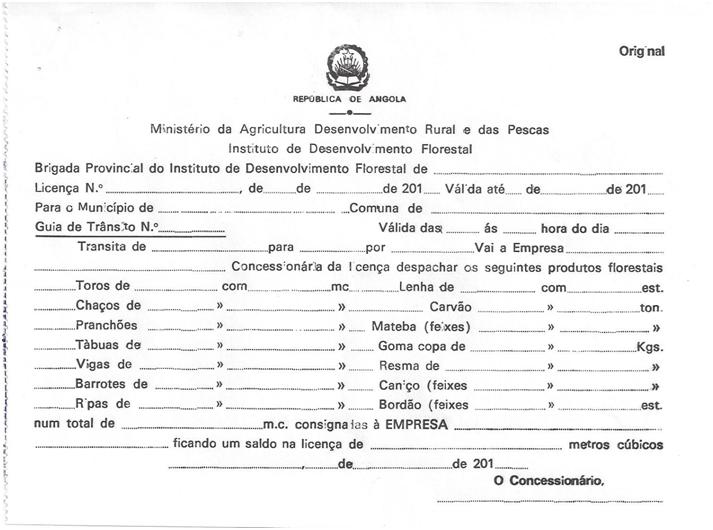 Original
REPÚBLICA DE ANGOLA
Ministério da Agricultura Desenvolvimento Rural e das Pescas
Instituto de Desenvolvimento Florestal
Brigada Provincial do Instituto de Desenvolvimento Florestal de
Licença N.º , de de de 201 Válida até de de 201
Para o Município de Comuna de
Guia de Trânsito N.º Válida das ás hora do dia
Transita de para por Vai a Empresa
Concessionária da licença despachar os seguintes produtos florestais
Toros de com mc. Lenha de com est.
Chaços de » » Carvão » ton.
Pranchões » » Mateba (feixes) » »
Tàbuas de » » Goma copa de » Kgs.
Vigas de » » Resma de »
Barrotes de » » Caniço (feixes » »
Ripas de » » Bordão (feixes » est.
num total de m.c. consignadas à EMPRESA
ficando um saldo na licença de metros cúbicos
, de de 201
O Concessionário,